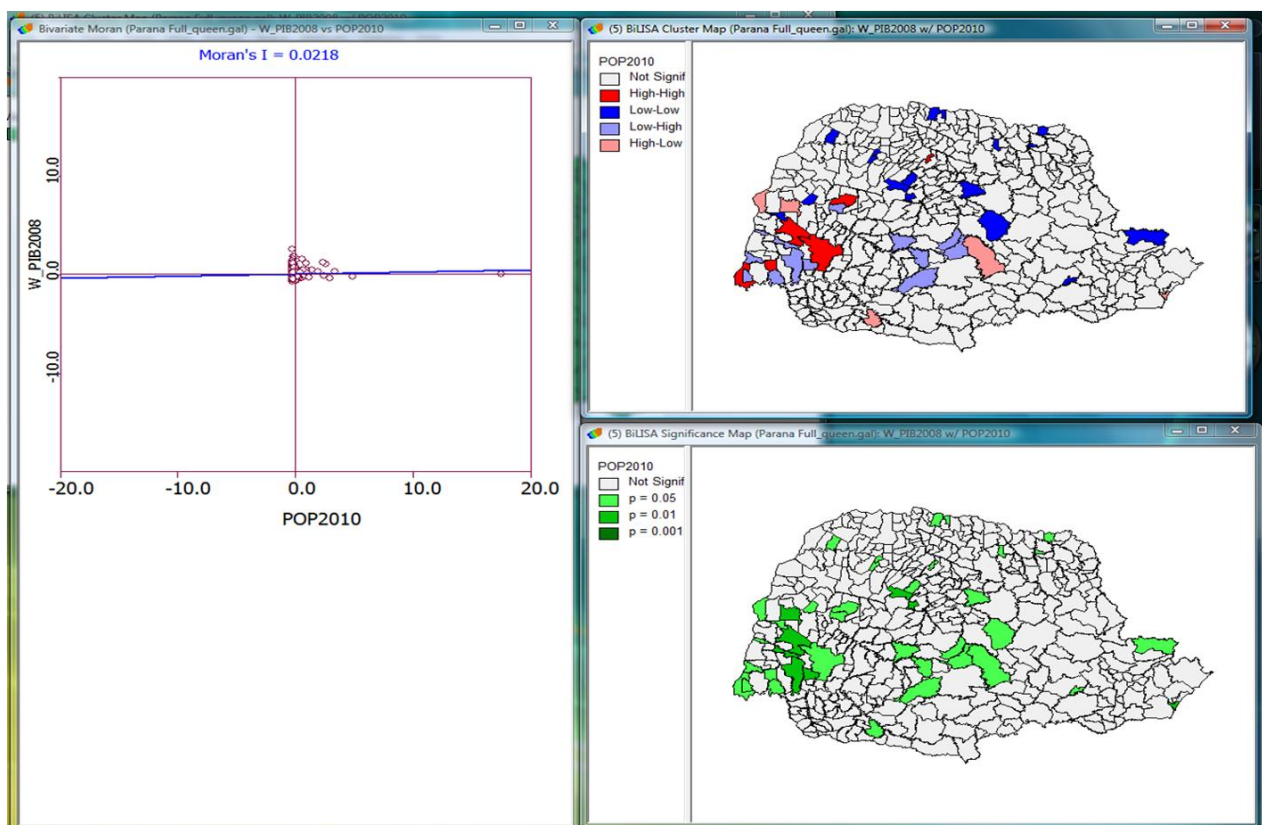 Bivariate Moran (Parana Full_queen.gal) - W_PIB2008 vs POP2010
Moran's I = 0.0218
10.0
W_PIB2008
0.0
-10.0
-20.0 -10.0 0.0 10.0 20.0
POP2010
(5) BiLISA Cluster Map (Parana Full_queen.gal): W_PIB2008 w/ POP2010
POP2010
Not Signif
High-High
Low-Low
Low-High
High-Low
(5) BiLISA Significance Map (Parana Full_queen.gal): W_PIB2008 w/ POP2010
POP2010
Not Signif
p = 0.05
p = 0.01
p = 0.001